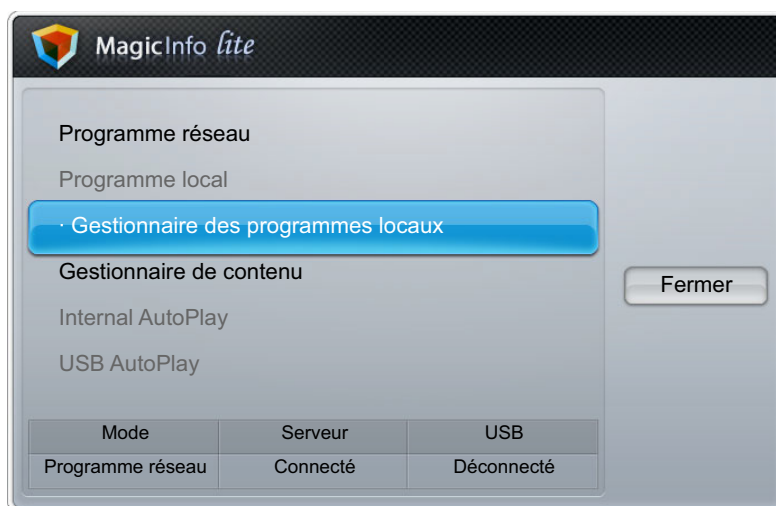 MagicInfo lite
Programme réseau
Programme local
· Gestionnaire des programmes locaux
Gestionnaire de contenu
Internal AutoPlay
USB AutoPlay
Fermer
Mode Serveur USB
Programme réseau Connecté Déconnecté